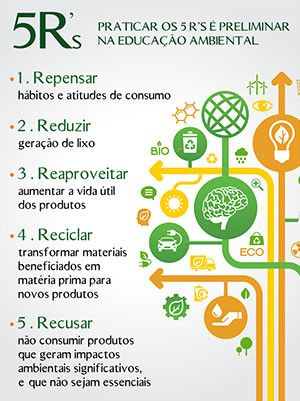 5R's
PRATICAR OS 5 R'S É PRELIMINAR
NA EDUCAÇÃO AMBIENTAL
• 1. Repensar
hábitos e atitudes de consumo
• 2. Reduzir
geração de lixo
• 3. Reaproveitar
aumentar a vida útil
dos produtos
• 4. Reciclar
transformar materiais
beneficiados em
matéria prima para
novos produtos
• 5. Recusar
não consumir produtos
que geram impactos
ambientais significativos,
e que não sejam essenciais
BIO
ECO